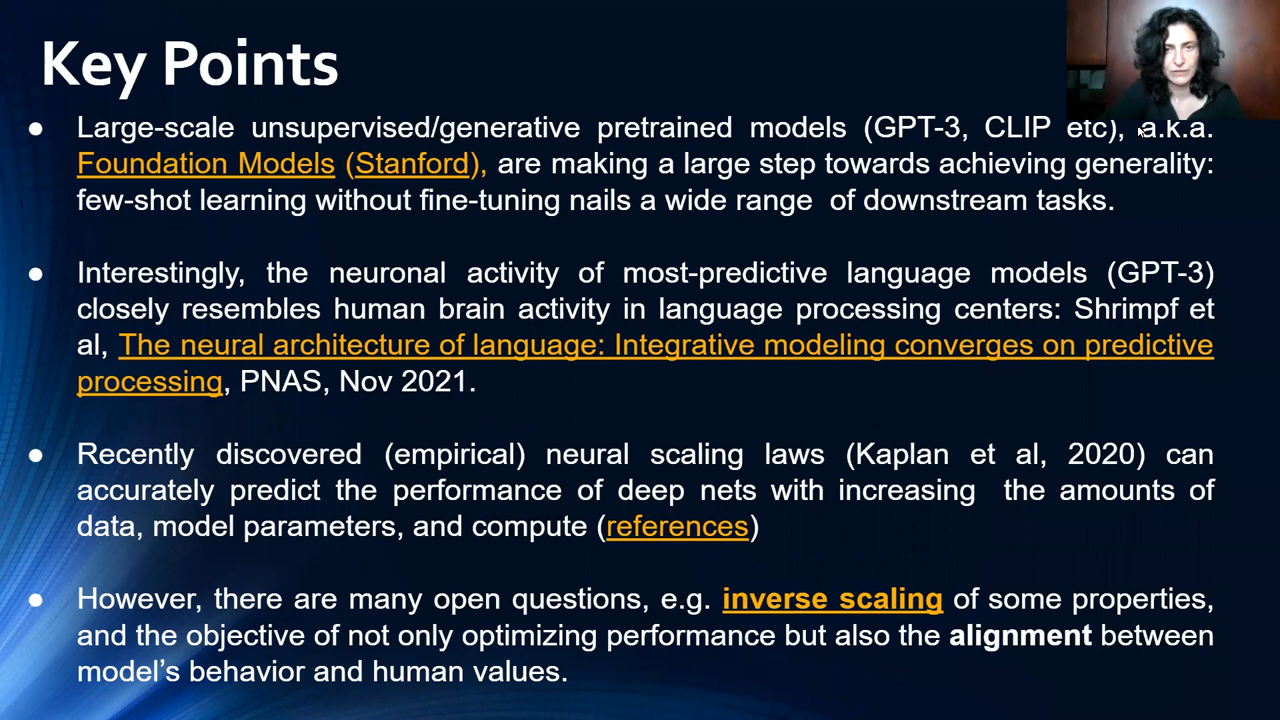 Key Points
● Large-scale unsupervised/generative pretrained models (GPT-3, CLIP etc), a.k.a.
Foundation Models (Stanford), are making a large step towards achieving generality:
few-shot learning without fine-tuning nails a wide range of downstream tasks.
● Interestingly, the neuronal activity of most-predictive language models (GPT-3)
closely resembles human brain activity in language processing centers: Shrimpf et
al, The neural architecture of language: Integrative modeling converges on predictive
processing, PNAS, Nov 2021.
● Recently discovered (empirical) neural scaling laws (Kaplan et al, 2020) can
accurately predict the performance of deep nets with increasing the amounts of
data, model parameters, and compute (references)
● However, there are many open questions, e.g. inverse scaling of some properties,
and the objective of not only optimizing performance but also the alignment between
model's behavior and human values.